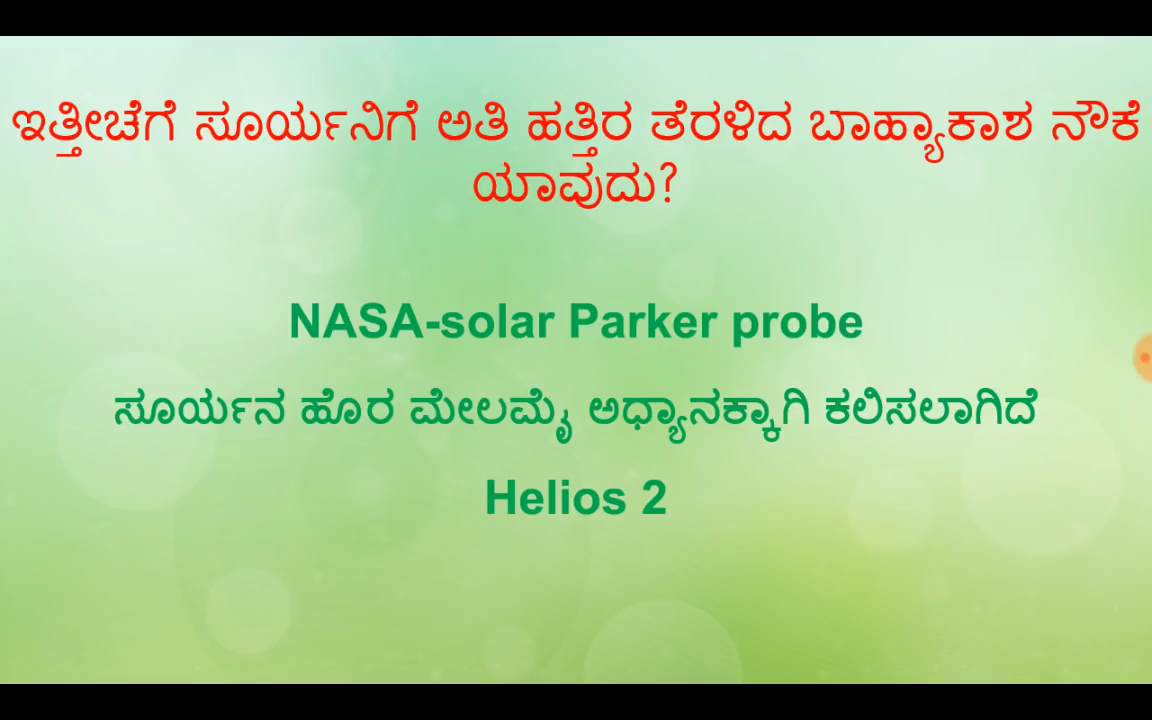 ಇತ್ತೀಚೆಗೆ ಸೂರ್ಯನಿಗೆ ಅತಿ ಹತ್ತಿರ ತೆರಳಿದ ಬಾಹ್ಯಾಕಾಶ ನೌಕೆ
ಯಾವುದು?
NASA-solar Parker probe
ಸೂರ್ಯನ ಹೊರ ಮೇಲಮೈ ಅಧ್ಯಾನಕ್ಕಾಗಿ ಕಲಿಸಲಾಗಿದೆ
Helios 2